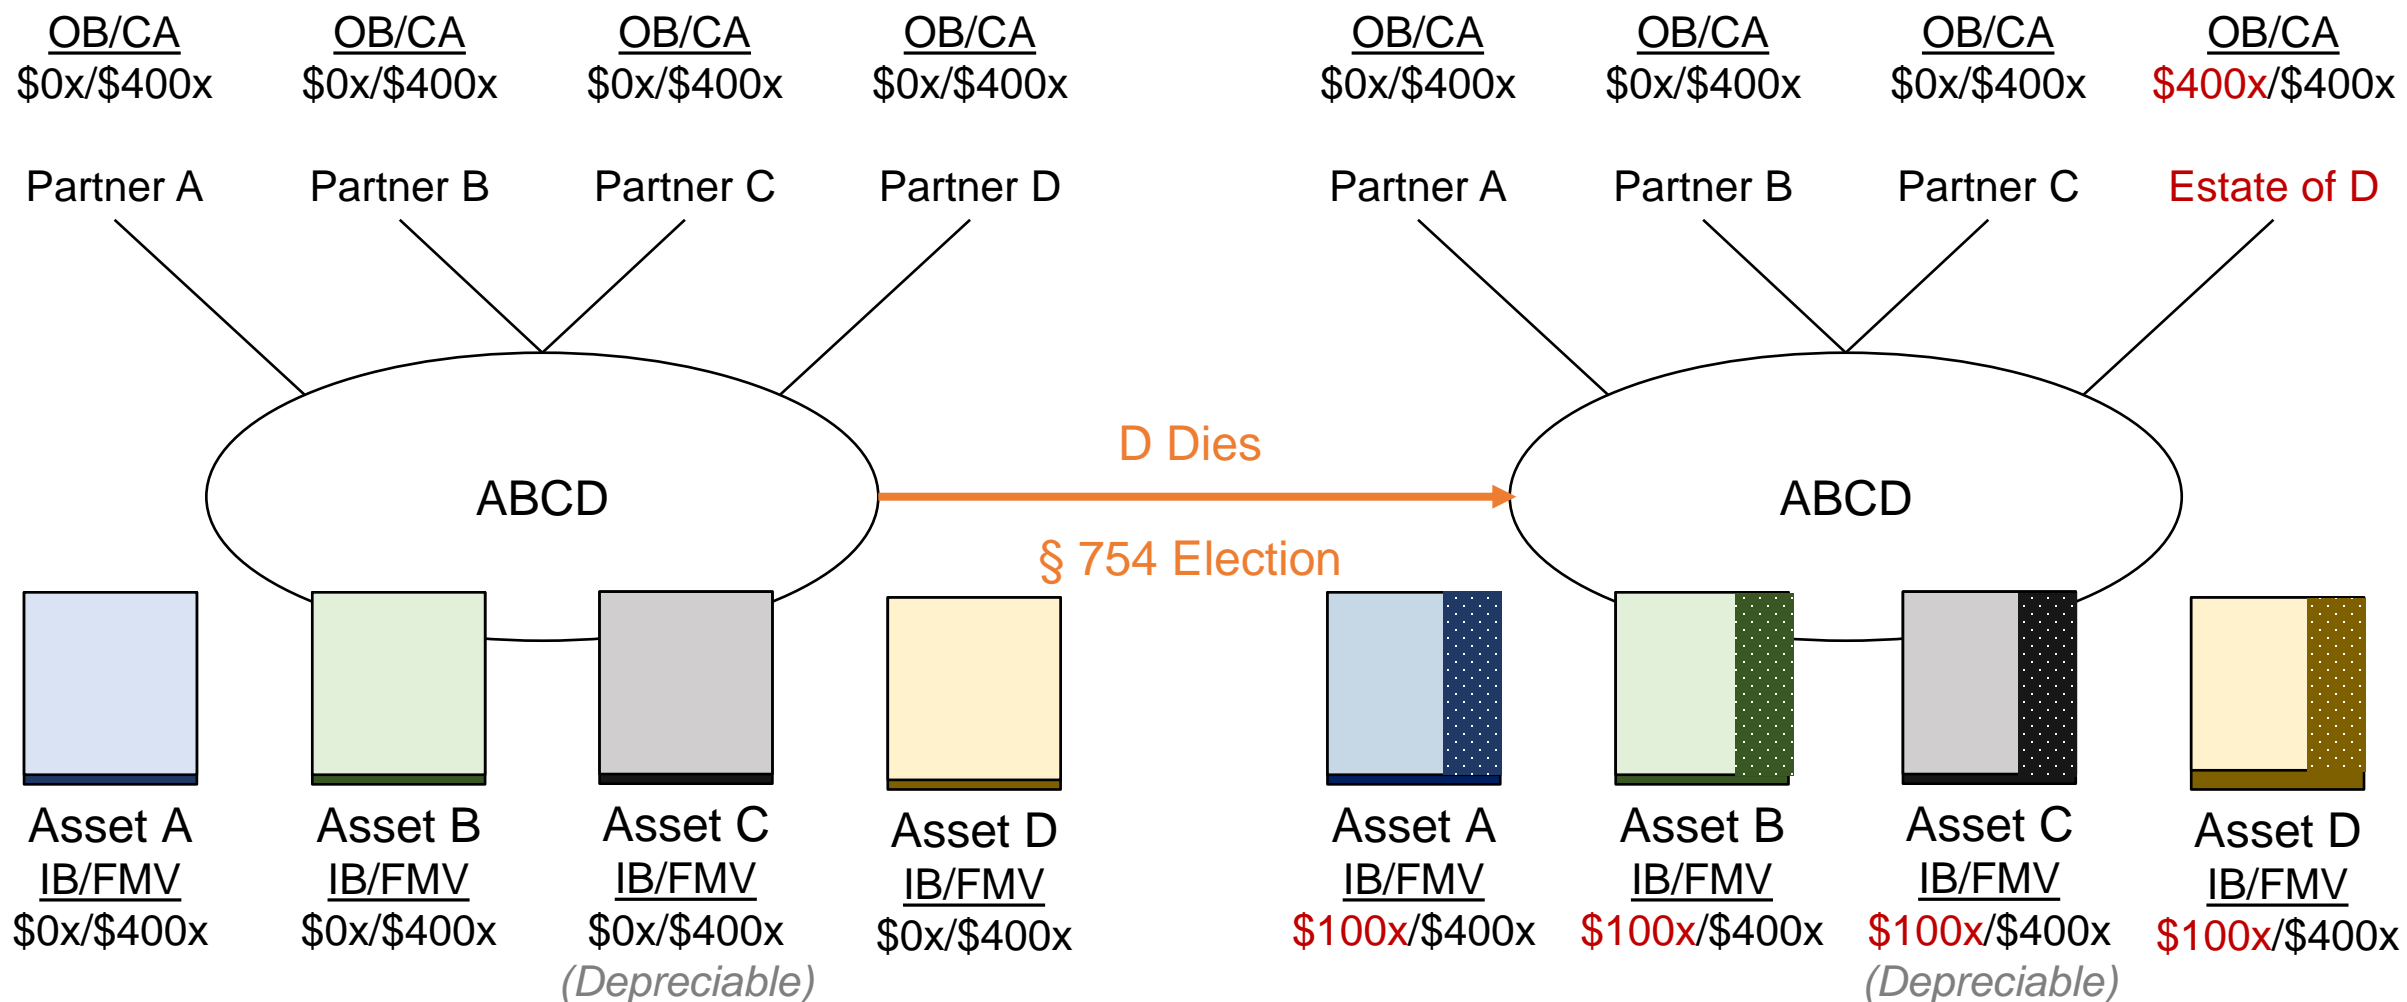 OB/CA OB/CA OB/CA OB/CA OB/CA OB/CA OB/CA OB/CA
$0x/$400x $0x/$400x $0x/$400x $0x/$400x $0x/$400x $0x/$400x $0x/$400x $400x/$400x
Partner A Partner B Partner C Partner D Partner A Partner B Partner C Estate of D
D Dies
ABCD ABCD
§ 754 Election
Asset A Asset B Asset C Asset D Asset A Asset B Asset C Asset D
IB/FMV IB/FMV IB/FMV IB/FMV IB/FMV IB/FMV IB/FMV IB/FMV
$0x/$400x $0x/$400x $0x/$400x $0x/$400x $100x/$400x $100x/$400x $100x/$400x $100x/$400x
(Depreciable) (Depreciable)